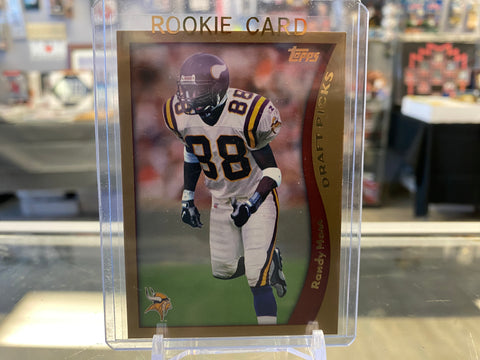 ROOKIE CARD
Topps
DRAFT PICKS
Randy Moss
88
88